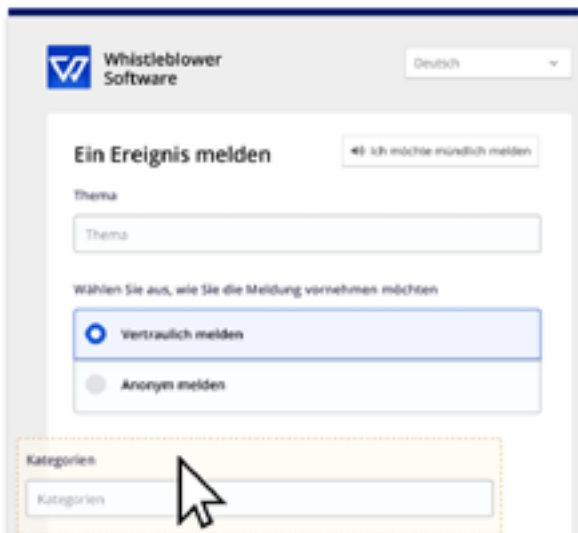 Whistleblower
Software
Deutsch
Ein Ereignis melden
Ich möchte mündlich melden
Thema
Thema
Wählen Sie aus, wie Sie die Meldung vornehmen möchten
Vertraulich melden
Anonym melden
Kategorien
Kategorien